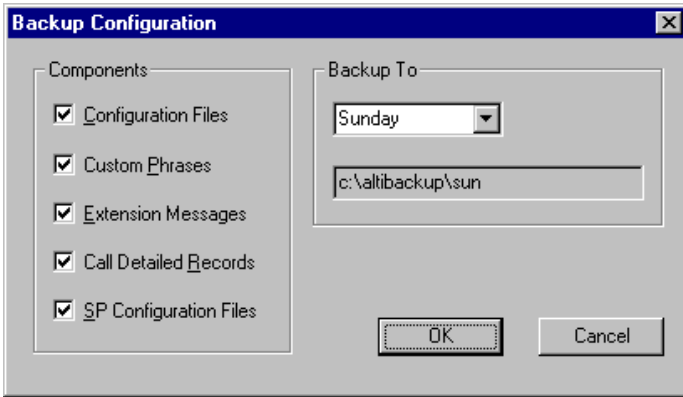 Backup Configuration
Components
Configuration Files
Custom Phrases
Extension Messages
Call Detailed Records
SP Configuration Files
Backup To
Sunday
c:\altibackup\sun
OK
Cancel